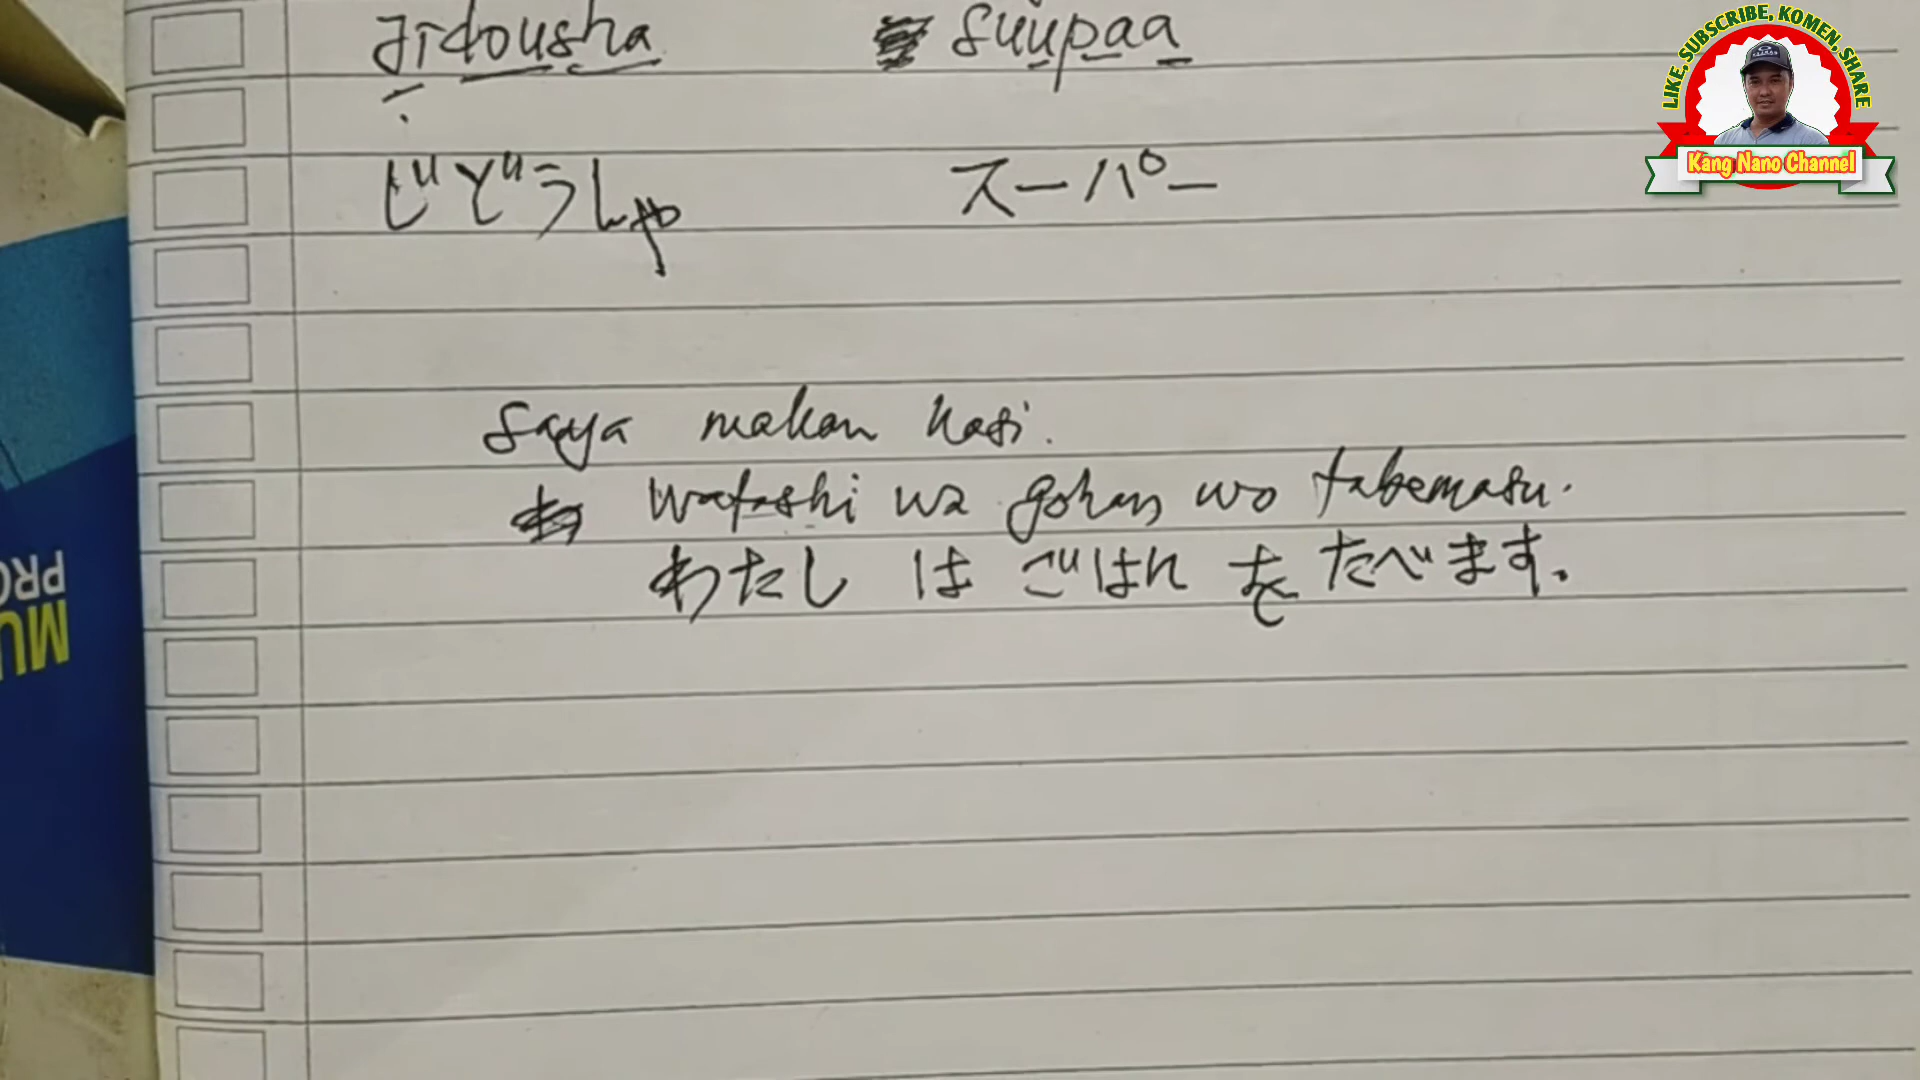 Jidousha suupaa
じどうしゃ スーパー
Saya makan nasi.
Watashi wa gohan wo tabemasu.
わたし は ごはん を たべます。
LIKE, SUBSCRIBE, KOMEN, SHARE
Kang Nano Channel
PRO
MU